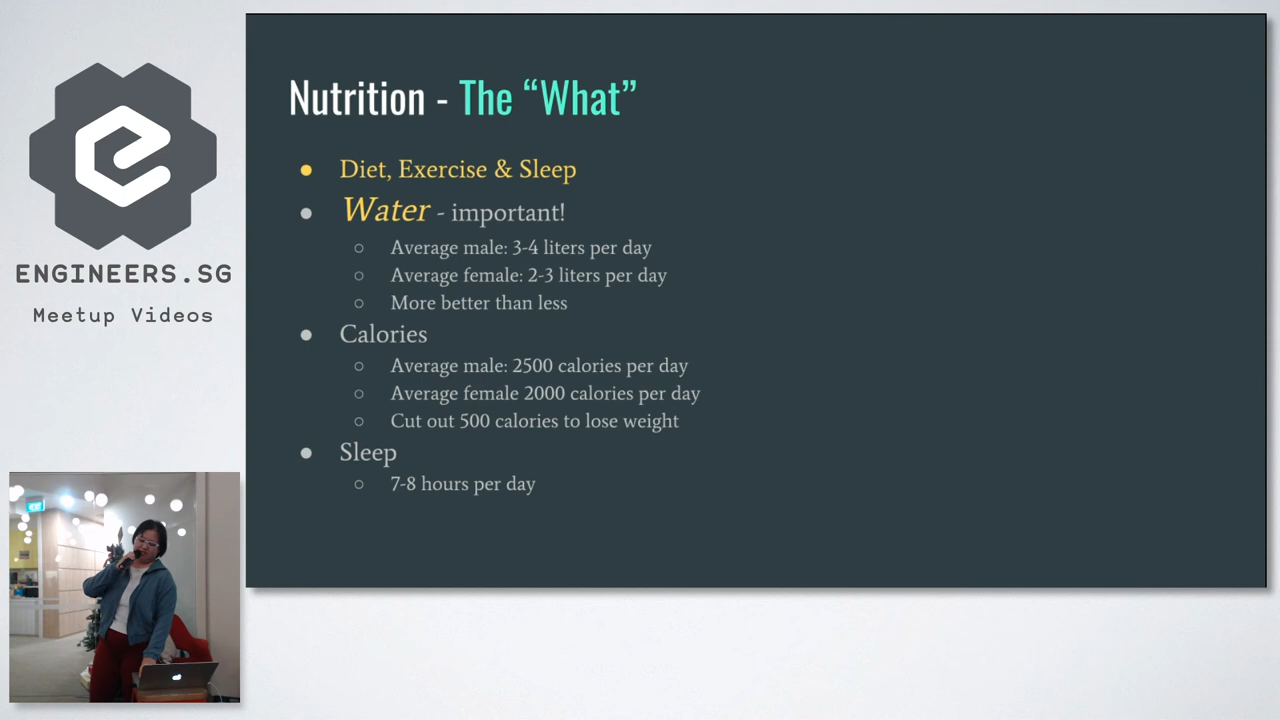 ENGINEERS.SG
Meetup Videos
Nutrition - The “What”
● Diet, Exercise & Sleep
● Water - important!
○ Average male: 3-4 liters per day
○ Average female: 2-3 liters per day
○ More better than less
● Calories
○ Average male: 2500 calories per day
○ Average female 2000 calories per day
○ Cut out 500 calories to lose weight
● Sleep
○ 7-8 hours per day